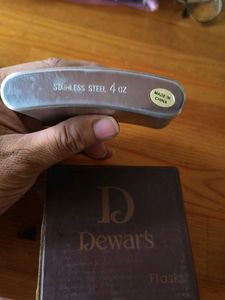 STAINLESS STEEL 4 OZ
MADE IN
CHINA
D
Dewar's
Flask